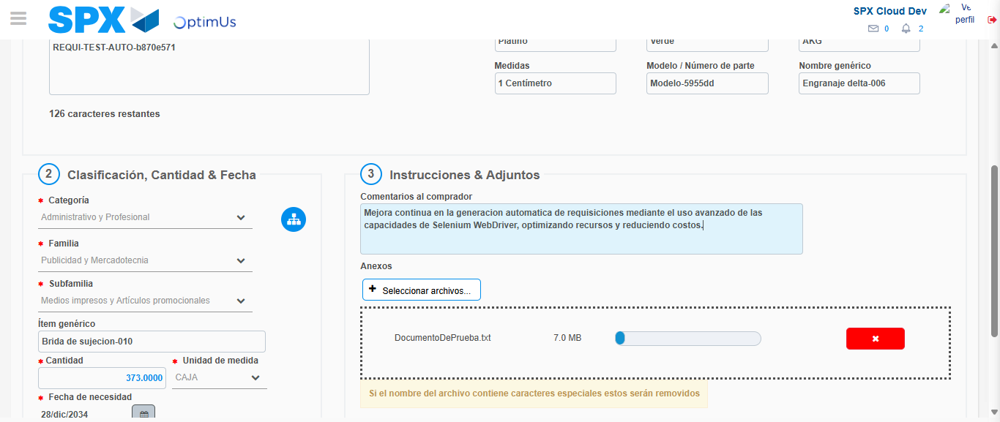 SPX OptimUs
SPX Cloud Dev
Ve
perfil
0
2
REQUI-TEST-AUTO-b870e571
Platino
Verde
AKG
Medidas
Modelo / Número de parte
Nombre genérico
1 Centímetro
Modelo-5955dd
Engranaje delta-006
126 caracteres restantes
2 Clasificación, Cantidad & Fecha
* Categoría
Administrativo y Profesional
* Familia
Publicidad y Mercadotecnia
* Subfamilia
Medios impresos y Artículos promocionales
Ítem genérico
Brida de sujecion-010
* Cantidad
* Unidad de medida
373.0000
CAJA
* Fecha de necesidad
28/dic/2034
3 Instrucciones & Adjuntos
Comentarios al comprador
Mejora continua en la generacion automatica de requisiciones mediante el uso avanzado de las
capacidades de Selenium WebDriver, optimizando recursos y reduciendo costos.
Anexos
+ Seleccionar archivos...
DocumentoDePrueba.txt
7.0 MB
Si el nombre del archivo contiene caracteres especiales estos serán removidos